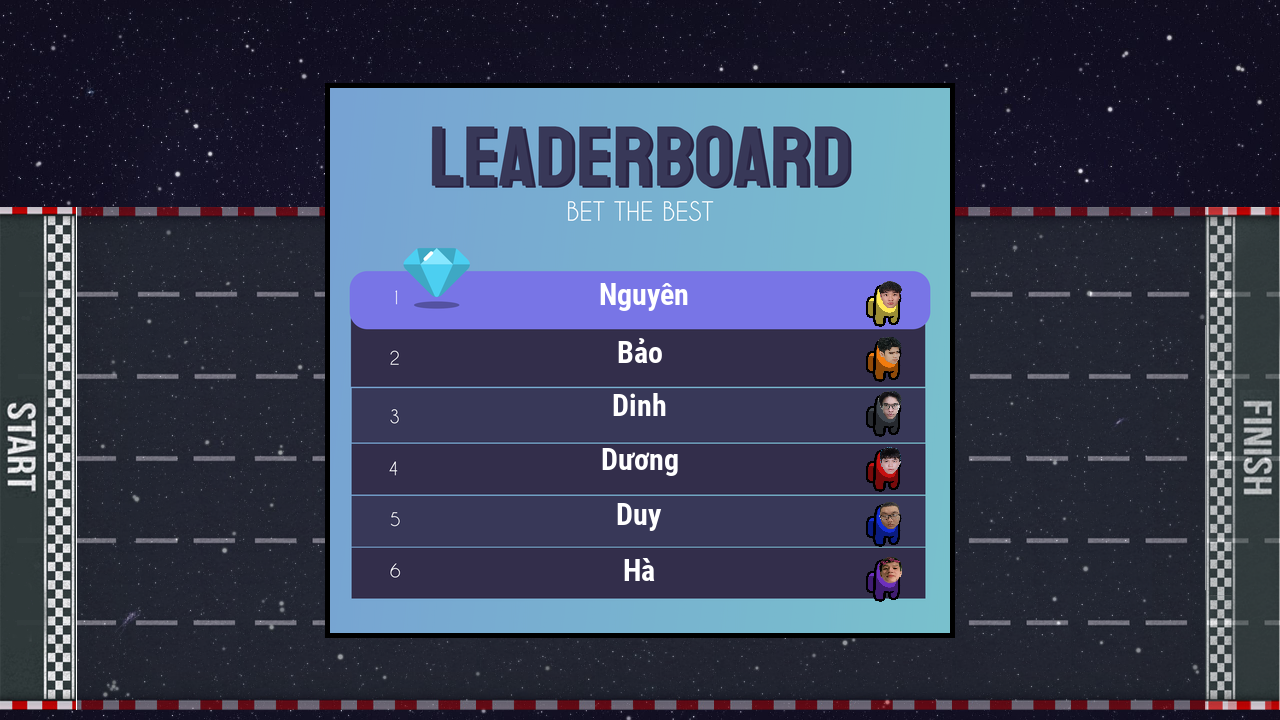 LEADERBOARD
BET THE BEST
1 Nguyên
2 Bảo
3 Dinh
4 Dương
5 Duy
6 Hà
START
FINISH